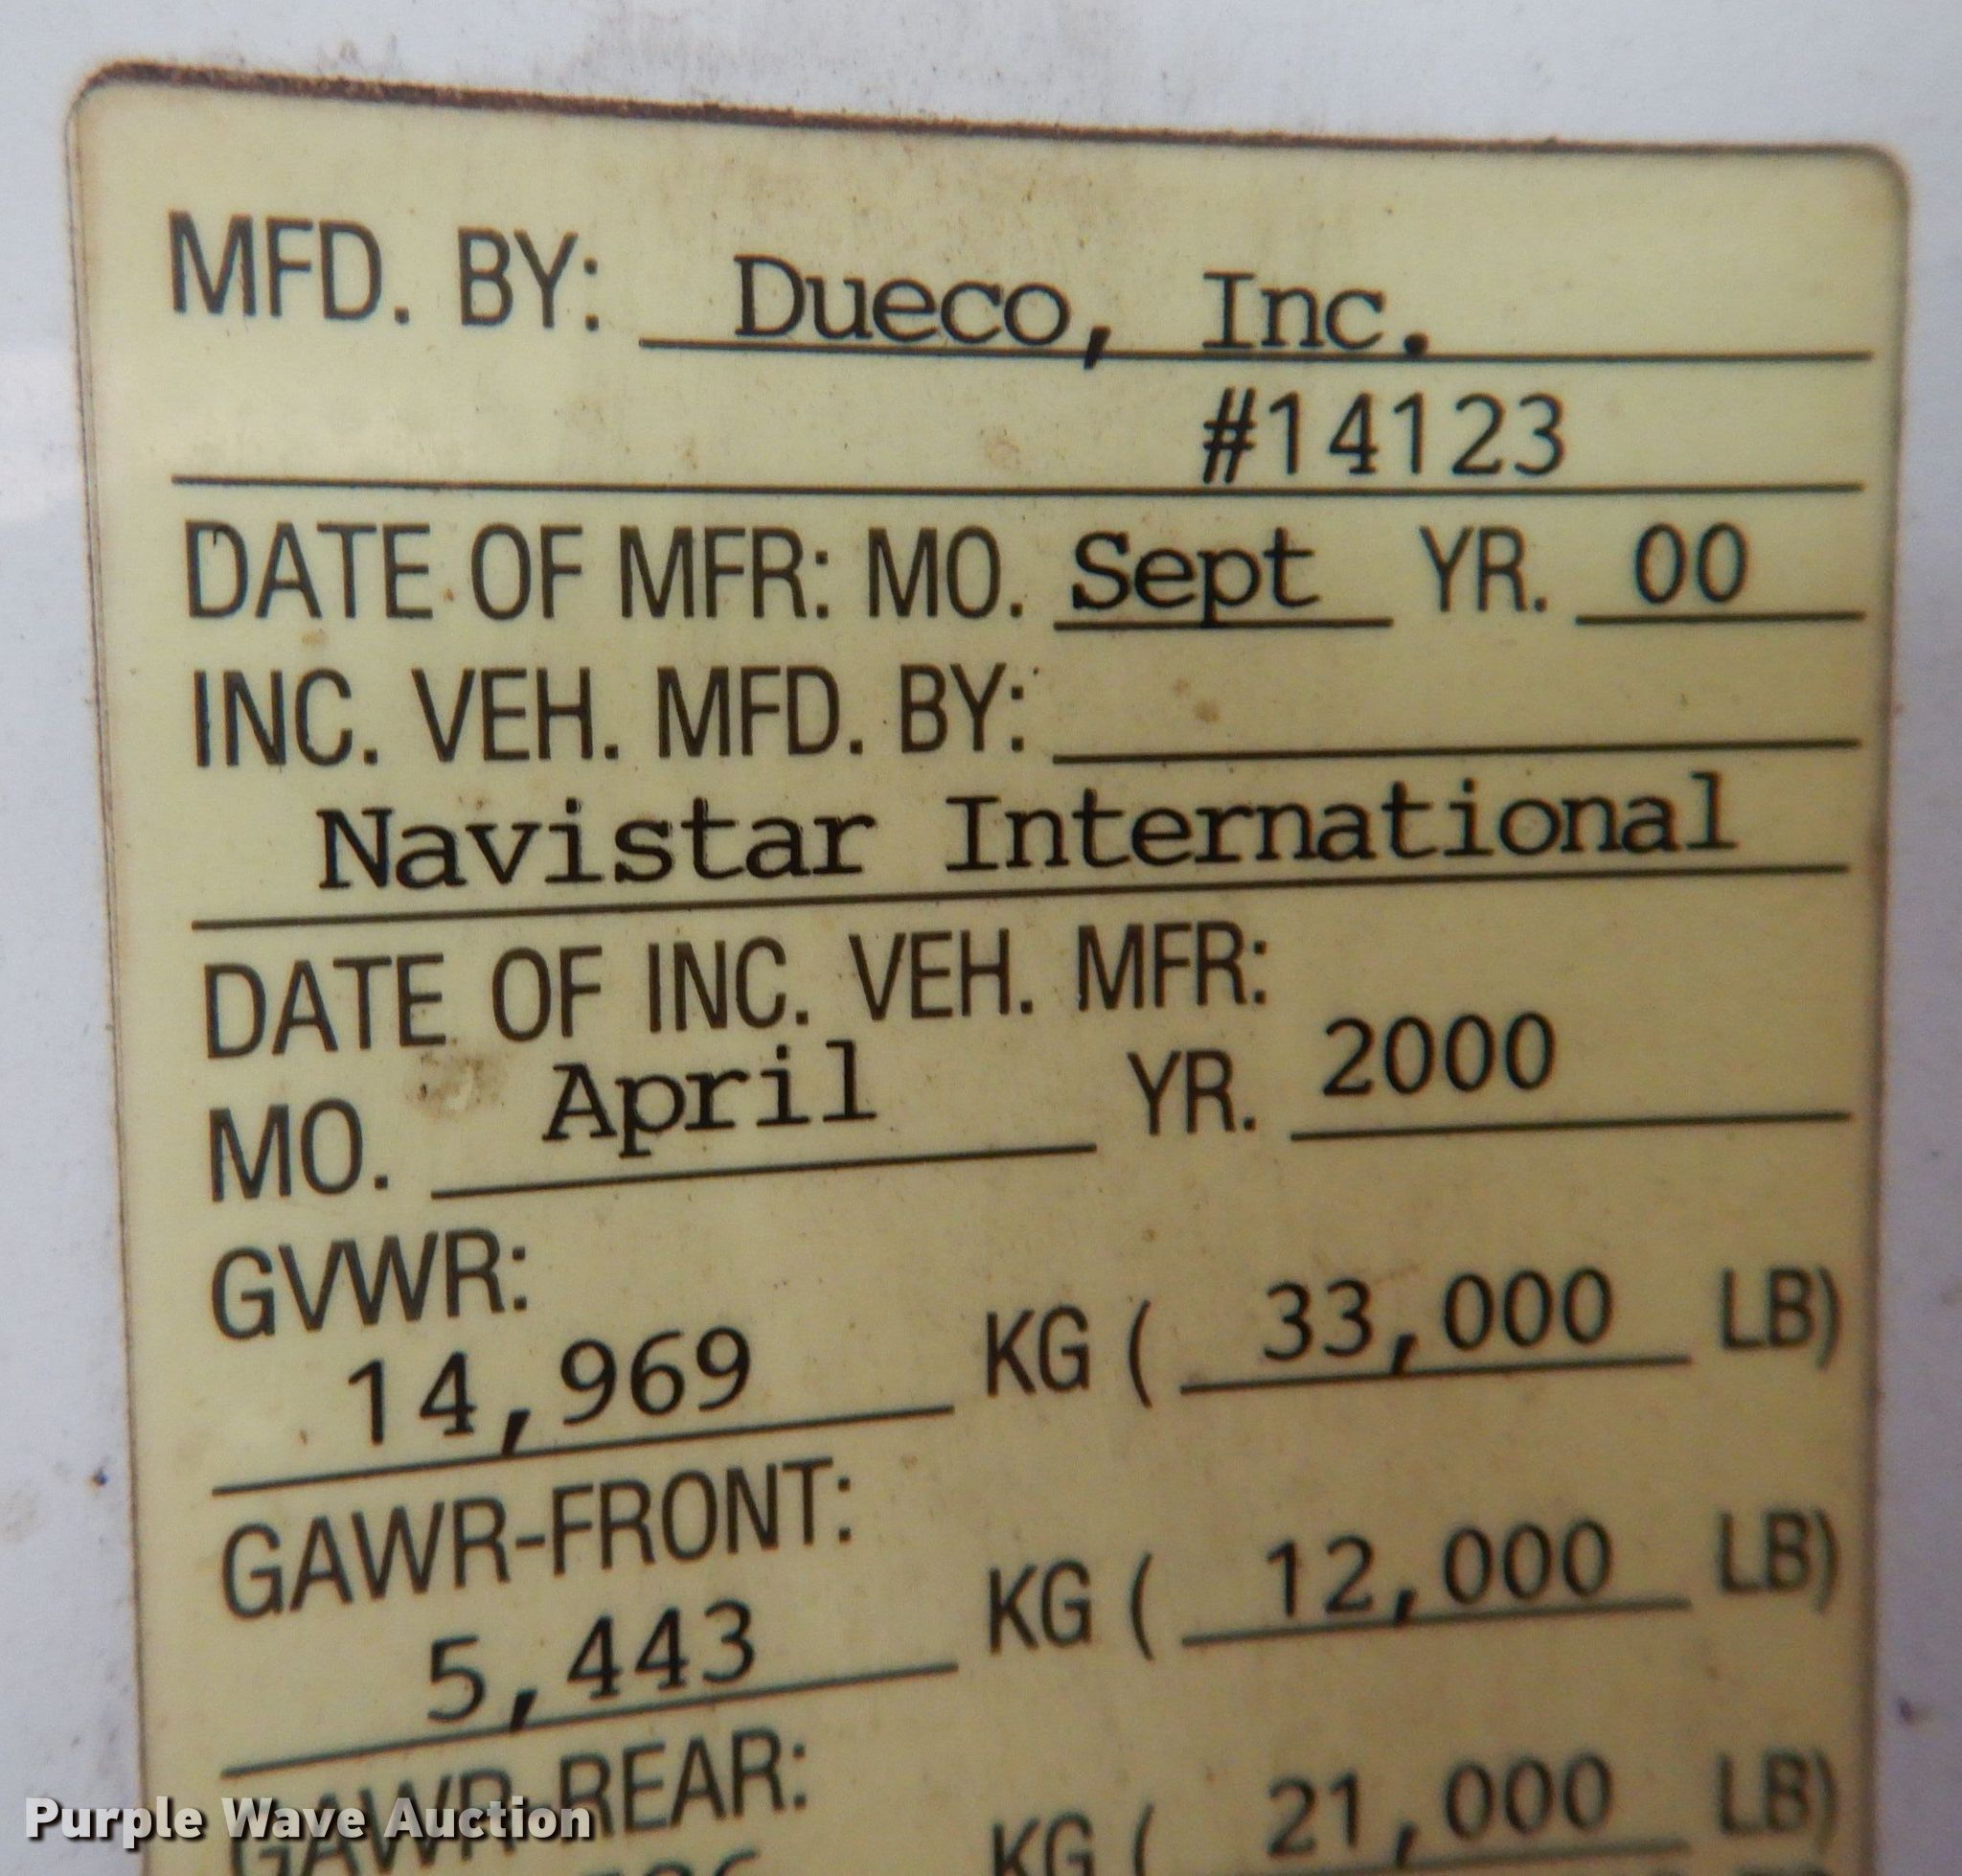 MFD. BY: Dueco, Inc.
#14123
DATE OF MFR: MO. Sept YR. 00
INC. VEH. MFD. BY:
Navistar International
DATE OF INC. VEH. MFR:
MO. April YR. 2000
GVWR:
14,969 KG ( 33,000 LB)
GAWR-FRONT:
5,443 KG ( 12,000 LB)
GAWR-REAR:
KG ( 21,000 LB)
Purple Wave Auction